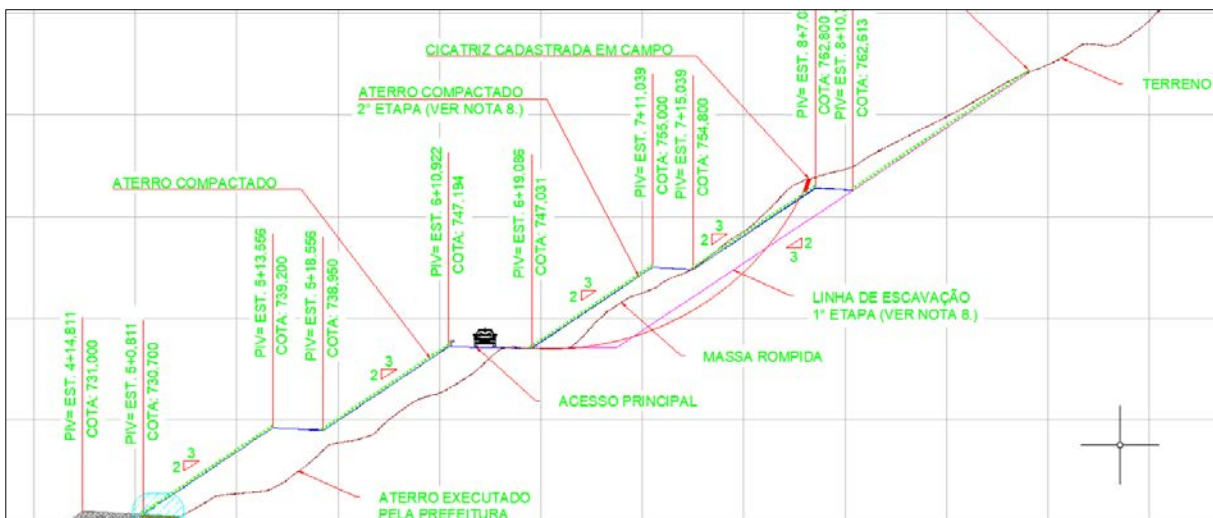 CICATRIZ CADASTRADA EM CAMPO
ATERRO COMPACTADO
2° ETAPA (VER NOTA 8.)
ATERRO COMPACTADO
TERRENO
PIV= EST. 4+14,811
COTA: 731,000
PIV= EST. 5+0,811
COTA: 730,700
PIV= EST. 5+13,556
COTA: 739,200
PIV= EST. 5+18,556
COTA: 738,950
PIV= EST. 6+10,922
COTA: 747,194
PIV= EST. 6+19,086
COTA: 747,031
PIV= EST. 7+11,039
COTA: 755,000
PIV= EST. 7+15,039
COTA: 754,800
PIV= EST. 8+7,0
COTA: 762,800
PIV= EST. 8+10,
COTA: 762,613
2 3
2 3
2 3
2 3
2
3
LINHA DE ESCAVAÇÃO
1° ETAPA (VER NOTA 8.)
MASSA ROMPIDA
ACESSO PRINCIPAL
ATERRO EXECUTADO
PELA PREFEITURA